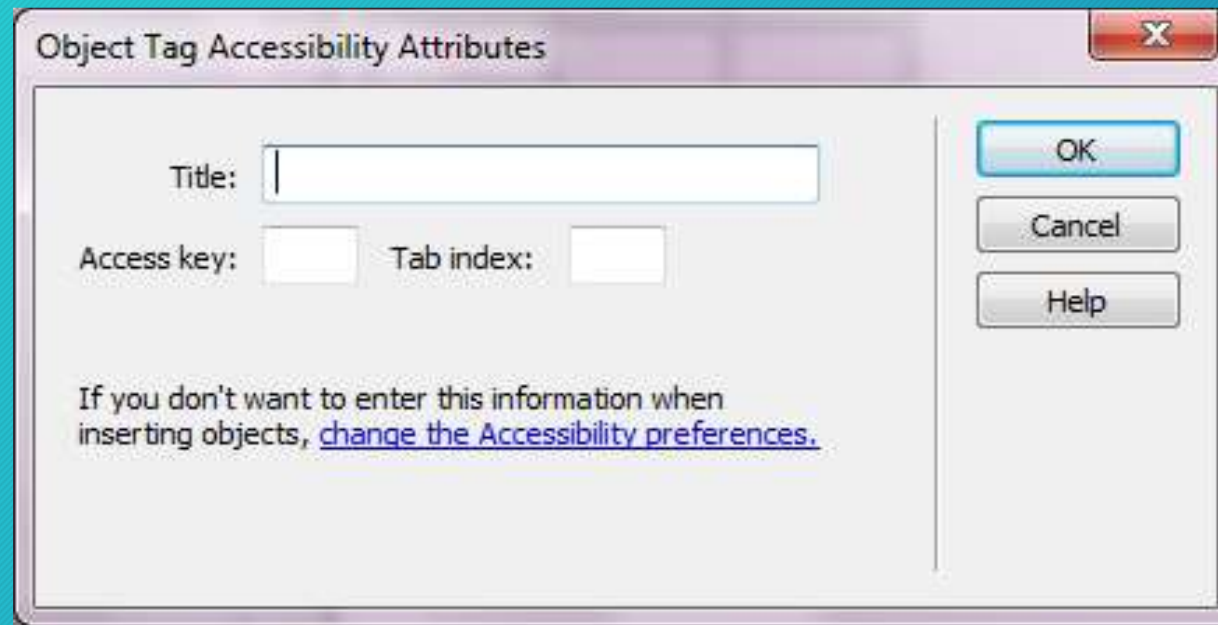 Object Tag Accessibility Attributes
Title:
OK
Access key:
Tab index:
Cancel
Help
If you don't want to enter this information when
inserting objects, change the Accessibility preferences.